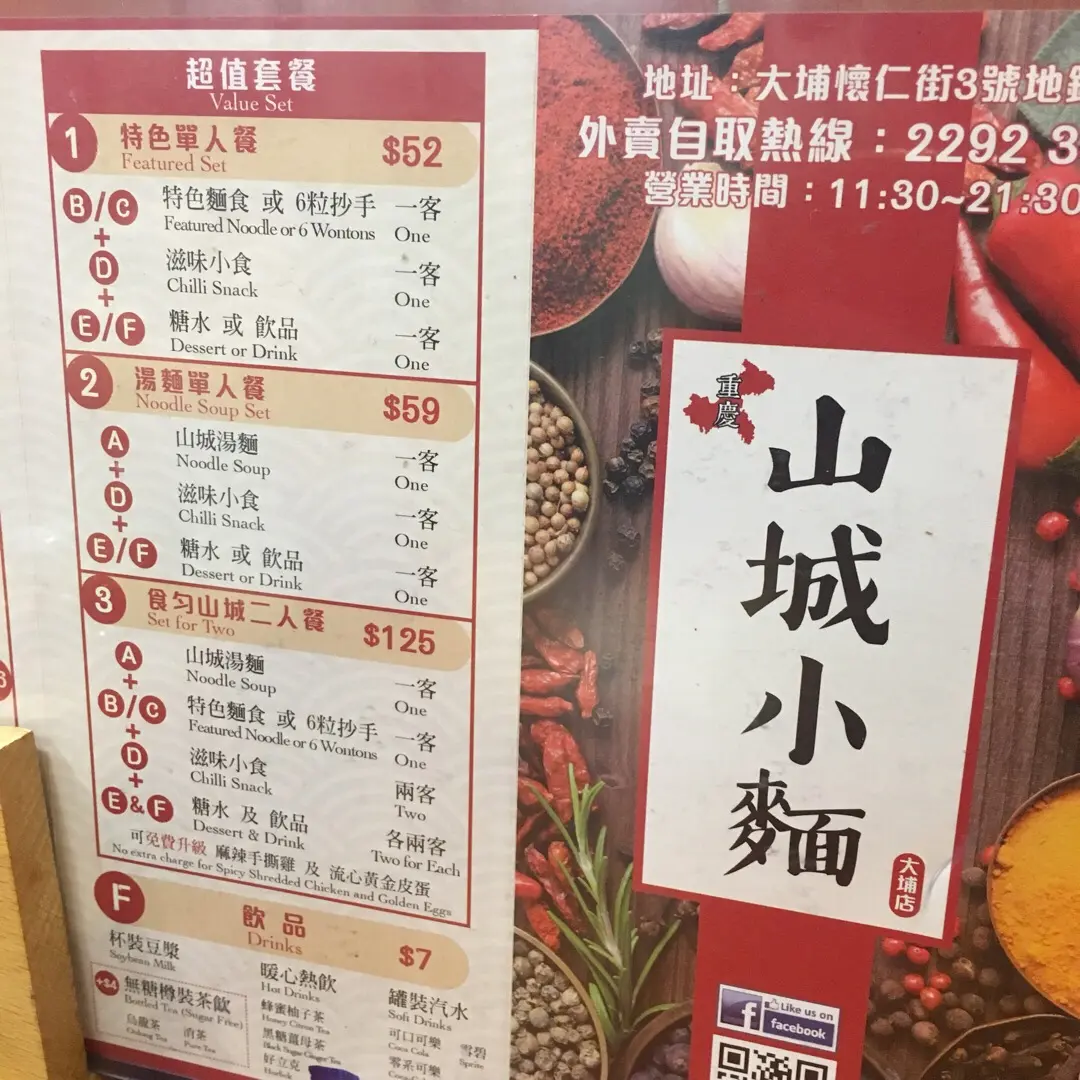 超值套餐
Value Set
1 特色單人餐 $52
Featured Set
B/C 特色麵食 或 6粒抄手 一客
Featured Noodle or 6 Wontons One
+
D 滋味小食 一客
Chilli Snack One
+
E/F 糖水 或 飲品 一客
Dessert or Drink One
2 湯麵單人餐 $59
Noodle Soup Set
A 山城湯麵 一客
Noodle Soup One
+
D 滋味小食 一客
Chilli Snack One
+
E/F 糖水 或 飲品 一客
Dessert or Drink One
3 食勻山城二人餐 $125
Set for Two
A 山城湯麵 一客
Noodle Soup One
+
B/C 特色麵食 或 6粒抄手 一客
Featured Noodle or 6 Wontons One
+
D 滋味小食 兩客
Chilli Snack Two
+
E&F 糖水 及 飲品 各兩客
Dessert & Drink Two for Each
可免費升級 麻辣手撕雞 及 流心黃金皮蛋
No extra charge for Spicy Shredded Chicken and Golden Eggs
F 飲品 $7
Drinks
杯裝豆漿
Soybean Milk
+$4 無糖樽裝茶飲
Bottled Tea (Sugar Free)
烏龍茶
Oolong Tea
Pure Tea
暖心熱飲
Hot Drinks
蜂蜜柚子茶
Honey Citron Tea
黑糖薑母茶
Black Sugar Ginger Tea
好立克
Horlick
罐裝汽水
Soft Drinks
可口可樂 雪碧
Coca Cola Sprite
零系可樂
地址：大埔懷仁街3號地
外賣自取熱線：2292 3
營業時間：11:30~21:30
重慶
山城小麵
大埔店
f Like us on
facebook